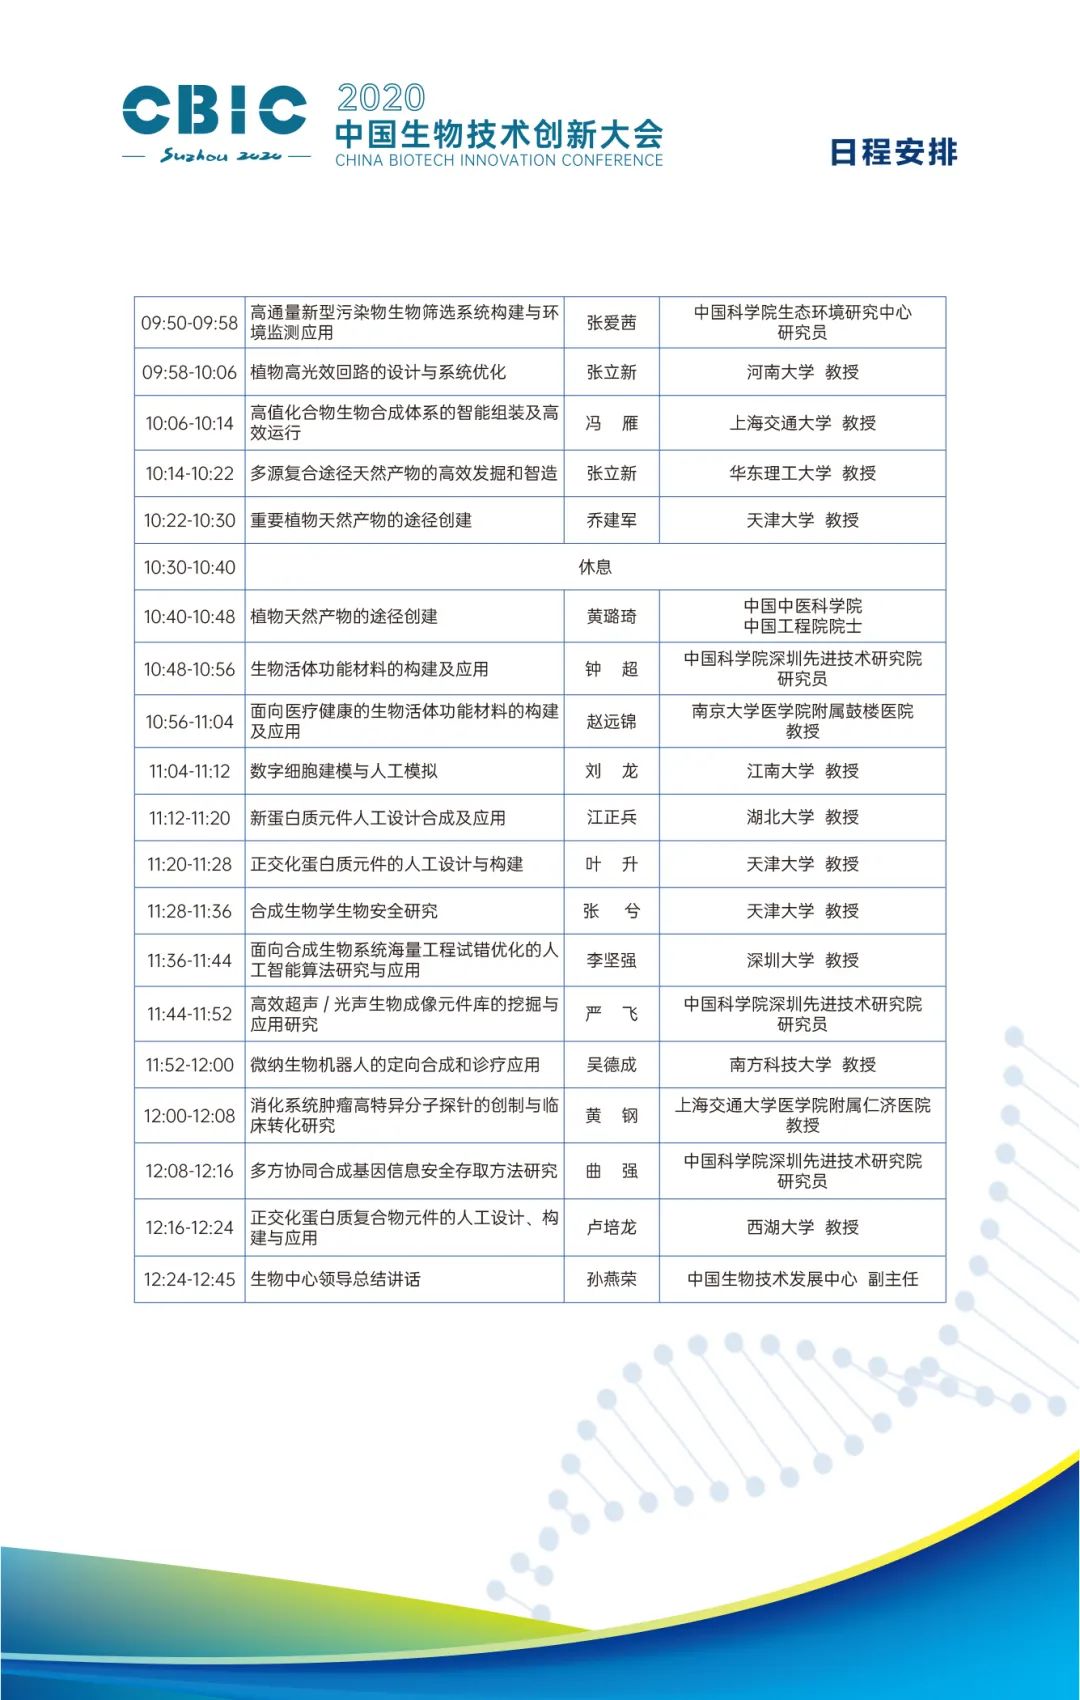 CBIC
Suzhou 2020
2020
中国生物技术创新大会
CHINA BIOTECH INNOVATION CONFERENCE
日程安排
09:50-09:58 高通量新型污染物生物筛选系统构建与环 张爱茜 中国科学院生态环境研究中心
境监测应用 研究员
09:58-10:06 植物高光效回路的设计与系统优化 张立新 河南大学 教授
10:06-10:14 高值化合物生物合成体系的智能组装及高 冯 雁 上海交通大学 教授
效运行
10:14-10:22 多源复合途径天然产物的高效发掘和智造 张立新 华东理工大学 教授
10:22-10:30 重要植物天然产物的途径创建 乔建军 天津大学 教授
10:30-10:40 休息
10:40-10:48 植物天然产物的途径创建 黄璐琦 中国中医科学院
中国工程院院士
10:48-10:56 生物活体功能材料的构建及应用 钟 超 中国科学院深圳先进技术研究院
研究员
10:56-11:04 面向医疗健康的生物活体功能材料的构建 赵远锦 南京大学医学院附属鼓楼医院
及应用 教授
11:04-11:12 数字细胞建模与人工模拟 刘 龙 江南大学 教授
11:12-11:20 新蛋白质元件人工设计合成及应用 江正兵 湖北大学 教授
11:20-11:28 正交化蛋白质元件的人工设计与构建 叶 升 天津大学 教授
11:28-11:36 合成生物学生物安全研究 张 兮 天津大学 教授
11:36-11:44 面向合成生物系统海量工程试错优化的人 李坚强 深圳大学 教授
工智能算法研究与应用
11:44-11:52 高效超声 / 光声生物成像元件库的挖掘与 严 飞 中国科学院深圳先进技术研究院
应用研究 研究员
11:52-12:00 微纳生物机器人的定向合成和诊疗应用 吴德成 南方科技大学 教授
12:00-12:08 消化系统肿瘤高特异分子探针的创制与临 黄 钢 上海交通大学医学院附属仁济医院
床转化研究 教授
12:08-12:16 多方协同合成基因信息安全存取方法研究 曲 强 中国科学院深圳先进技术研究院
研究员
12:16-12:24 正交化蛋白质复合物元件的人工设计、构 卢培龙 西湖大学 教授
建与应用
12:24-12:45 生物中心领导总结讲话 孙燕荣 中国生物技术发展中心 副主任